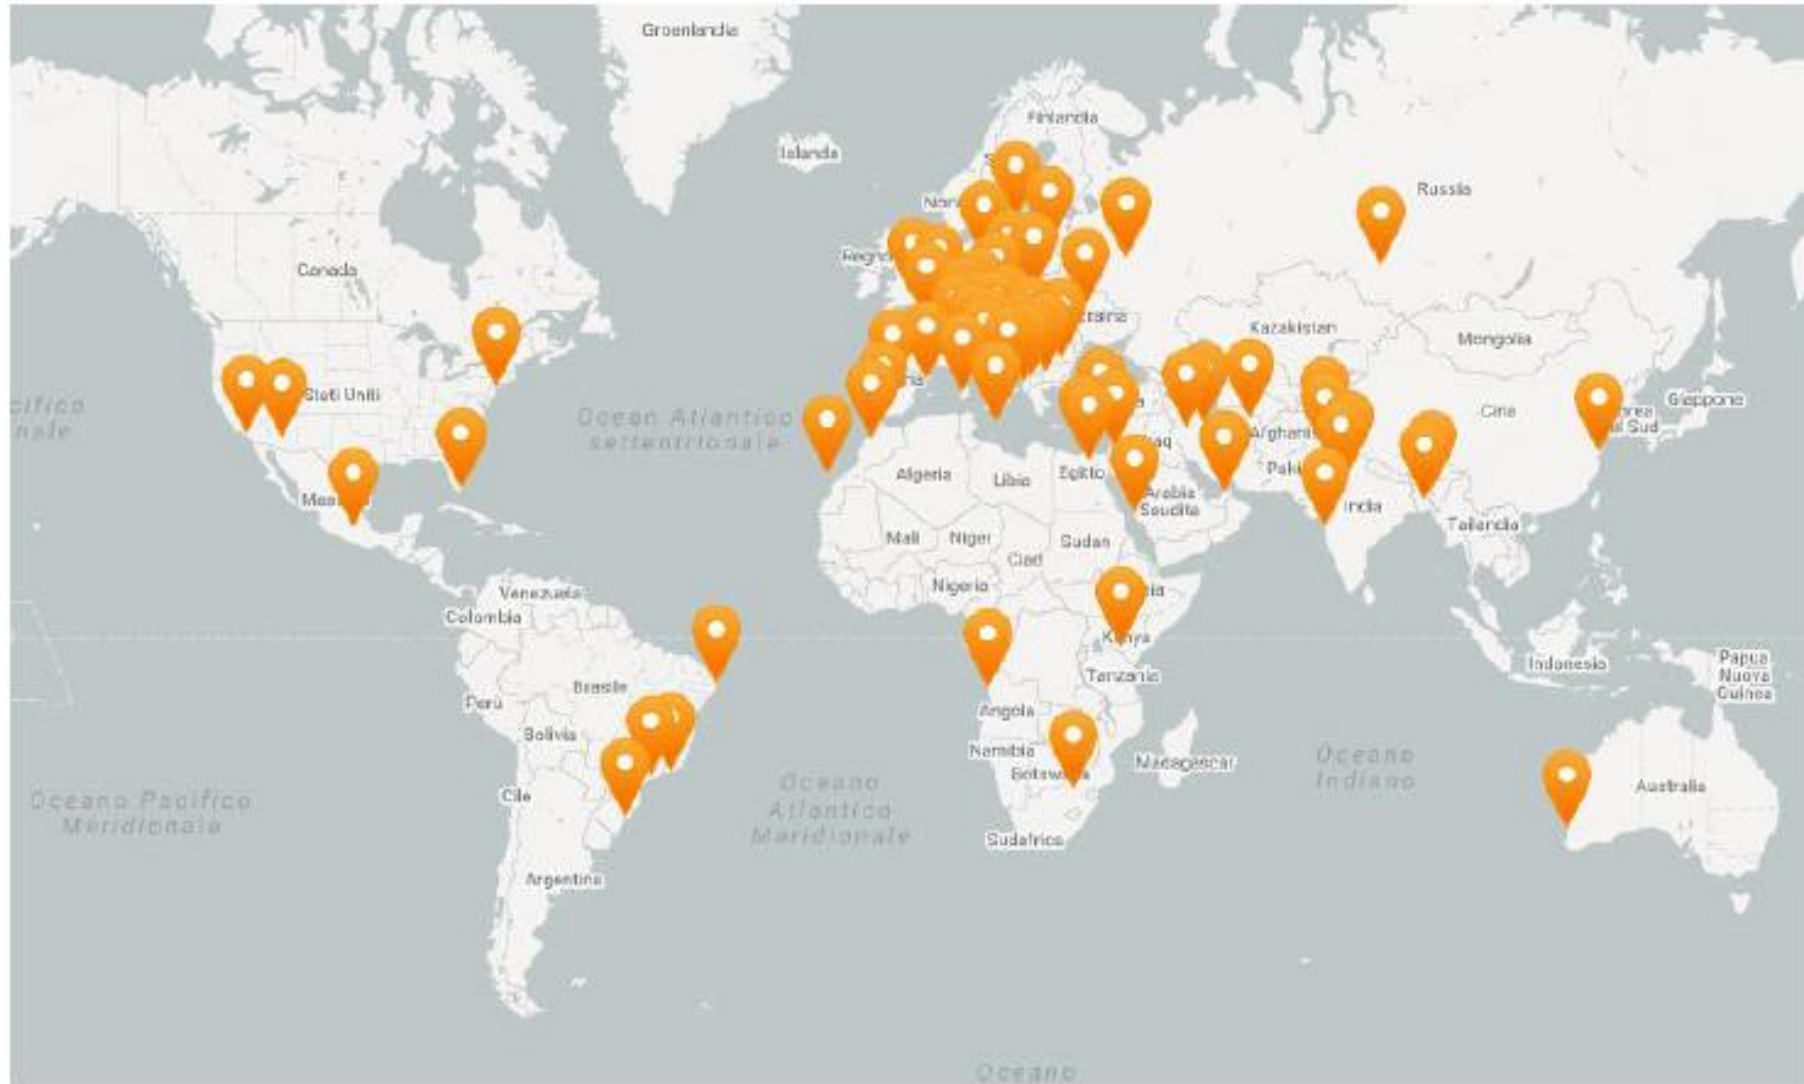 Groenlandia
Finlandia
Islanda
Russia
Canada
Kazakistan
Mongolia
Stati Uniti
Cina
Giappone
Ocean Atlantico
settentrionale
Algeria
Libia
Egitto
Arabia
Saudita
India
Tailandia
Mali
Niger
Ciad
Sudan
Nigeria
Venezuela
Colombia
Kenya
Tanzania
Indonesia
Papua
Nuova
Guinea
Brasile
Perù
Angola
Bolivia
Namibia
Botswana
Madagascar
Oceano
Indiano
Australia
Oceano Pacifico
Meridionale
Cile
Oceano
Atlantico
Meridionale
Sudafrica
Argentina
Oceano